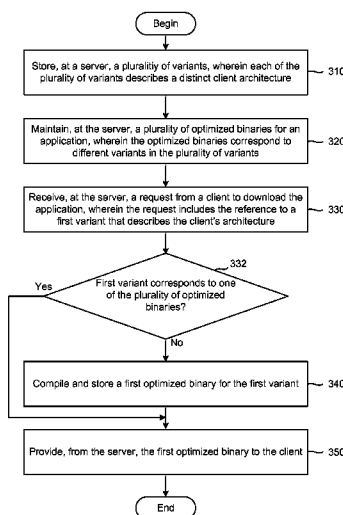 Begin
Store, at a server, a plurality of variants, wherein each of the
plurality of variants describes a distinct client architecture
310
Maintain, at the server, a plurality of optimized binaries for an
application, wherein the optimized binaries correspond to
different variants in the plurality of variants
320
Receive, at the server, a request from a client to download the
application, wherein the request includes the reference to a
first variant that describes the client's architecture
330
332
First variant corresponds to one
of the plurality of optimized
binaries?
Yes
No
Compile and store a first optimized binary for the first variant
340
Provide, from the server, the first optimized binary to the client
350
End